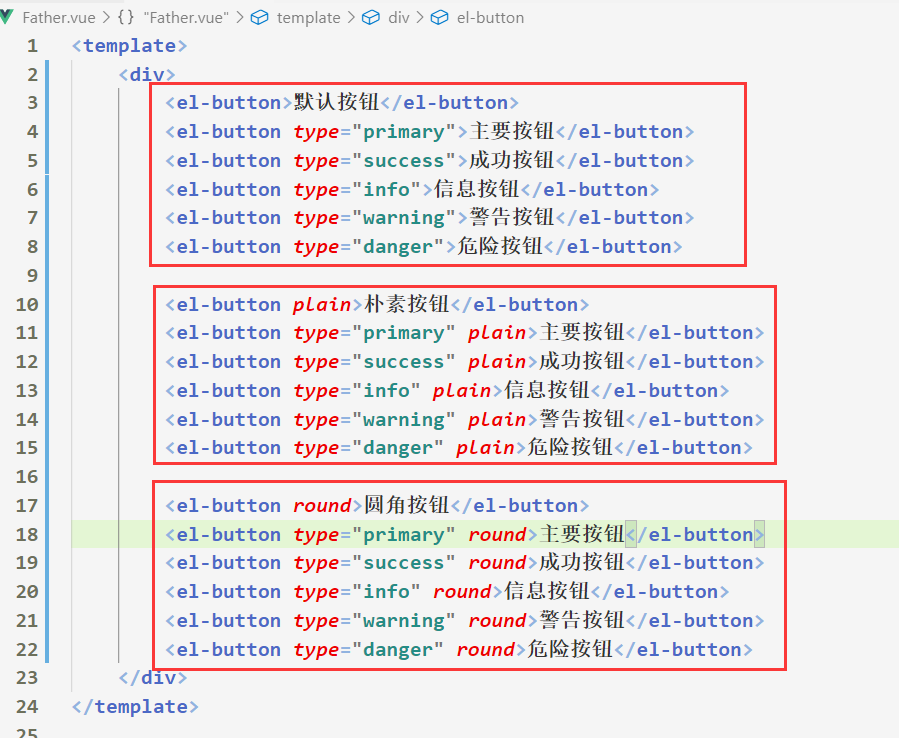 Father.vue > {} "Father.vue" > template > div > el-button
1 <template>
2 <div>
3 <el-button>默认按钮</el-button>
4 <el-button type="primary">主要按钮</el-button>
5 <el-button type="success">成功按钮</el-button>
6 <el-button type="info">信息按钮</el-button>
7 <el-button type="warning">警告按钮</el-button>
8 <el-button type="danger">危险按钮</el-button>
9
10 <el-button plain>朴素按钮</el-button>
11 <el-button type="primary" plain>主要按钮</el-button>
12 <el-button type="success" plain>成功按钮</el-button>
13 <el-button type="info" plain>信息按钮</el-button>
14 <el-button type="warning" plain>警告按钮</el-button>
15 <el-button type="danger" plain>危险按钮</el-button>
16
17 <el-button round>圆角按钮</el-button>
18 <el-button type="primary" round>主要按钮</el-button>
19 <el-button type="success" round>成功按钮</el-button>
20 <el-button type="info" round>信息按钮</el-button>
21 <el-button type="warning" round>警告按钮</el-button>
22 <el-button type="danger" round>危险按钮</el-button>
23 </div>
24 </template>
25